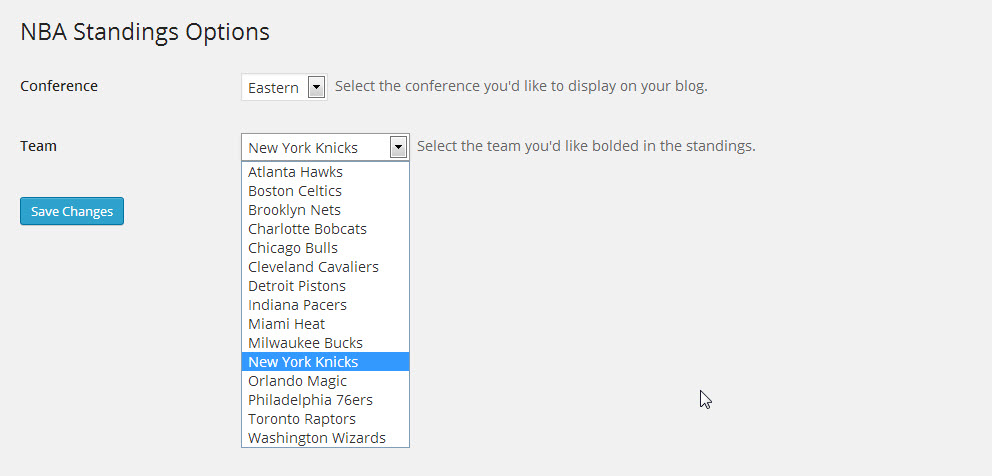 NBA Standings Options
Conference Eastern Select the conference you'd like to display on your blog.
Team New York Knicks Select the team you'd like bolded in the standings.
Atlanta Hawks
Boston Celtics
Save Changes Brooklyn Nets
Charlotte Bobcats
Chicago Bulls
Cleveland Cavaliers
Detroit Pistons
Indiana Pacers
Miami Heat
Milwaukee Bucks
New York Knicks
Orlando Magic
Philadelphia 76ers
Toronto Raptors
Washington Wizards